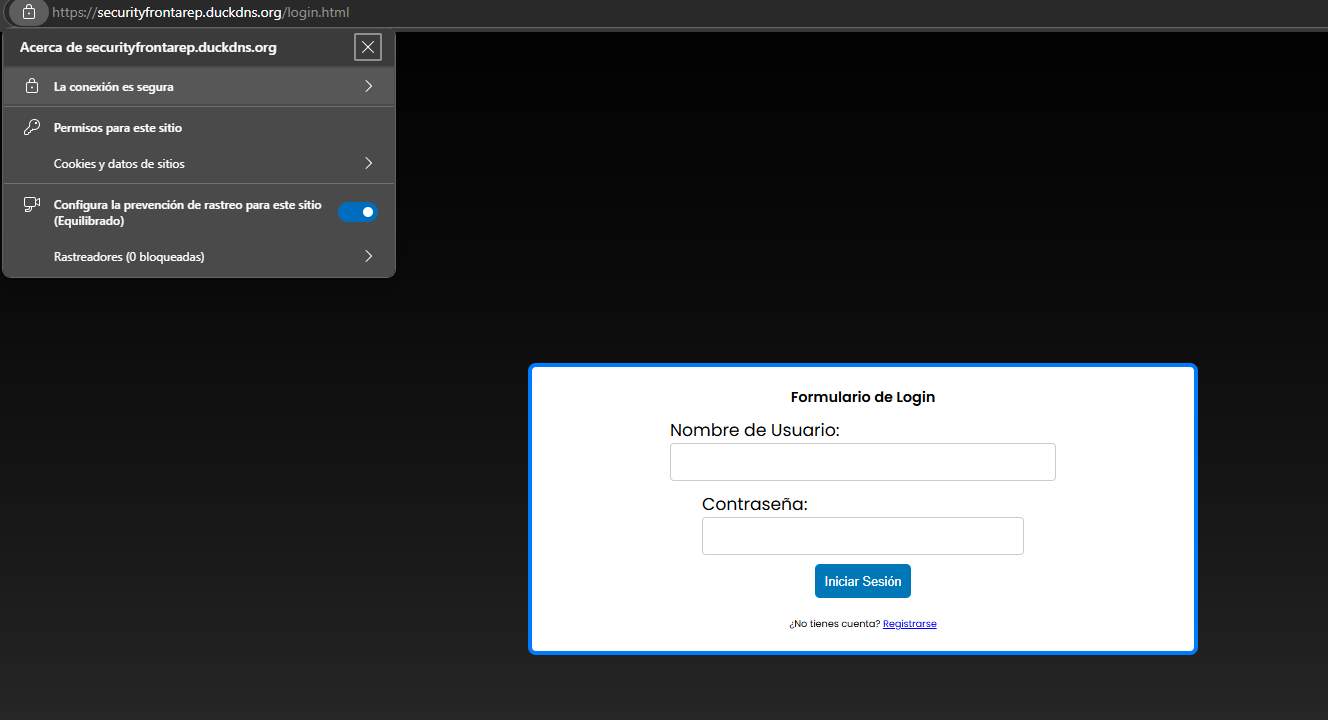 https://securityfrontarep.duckdns.org/login.html
Acerca de securityfrontarep.duckdns.org
La conexión es segura
Permisos para este sitio
Cookies y datos de sitios
Configura la prevención de rastreo para este sitio
(Equilibrado)
Rastreadores (0 bloqueadas)
Formulario de Login
Nombre de Usuario:
Contraseña:
Iniciar Sesión
¿No tienes cuenta? Registrarse